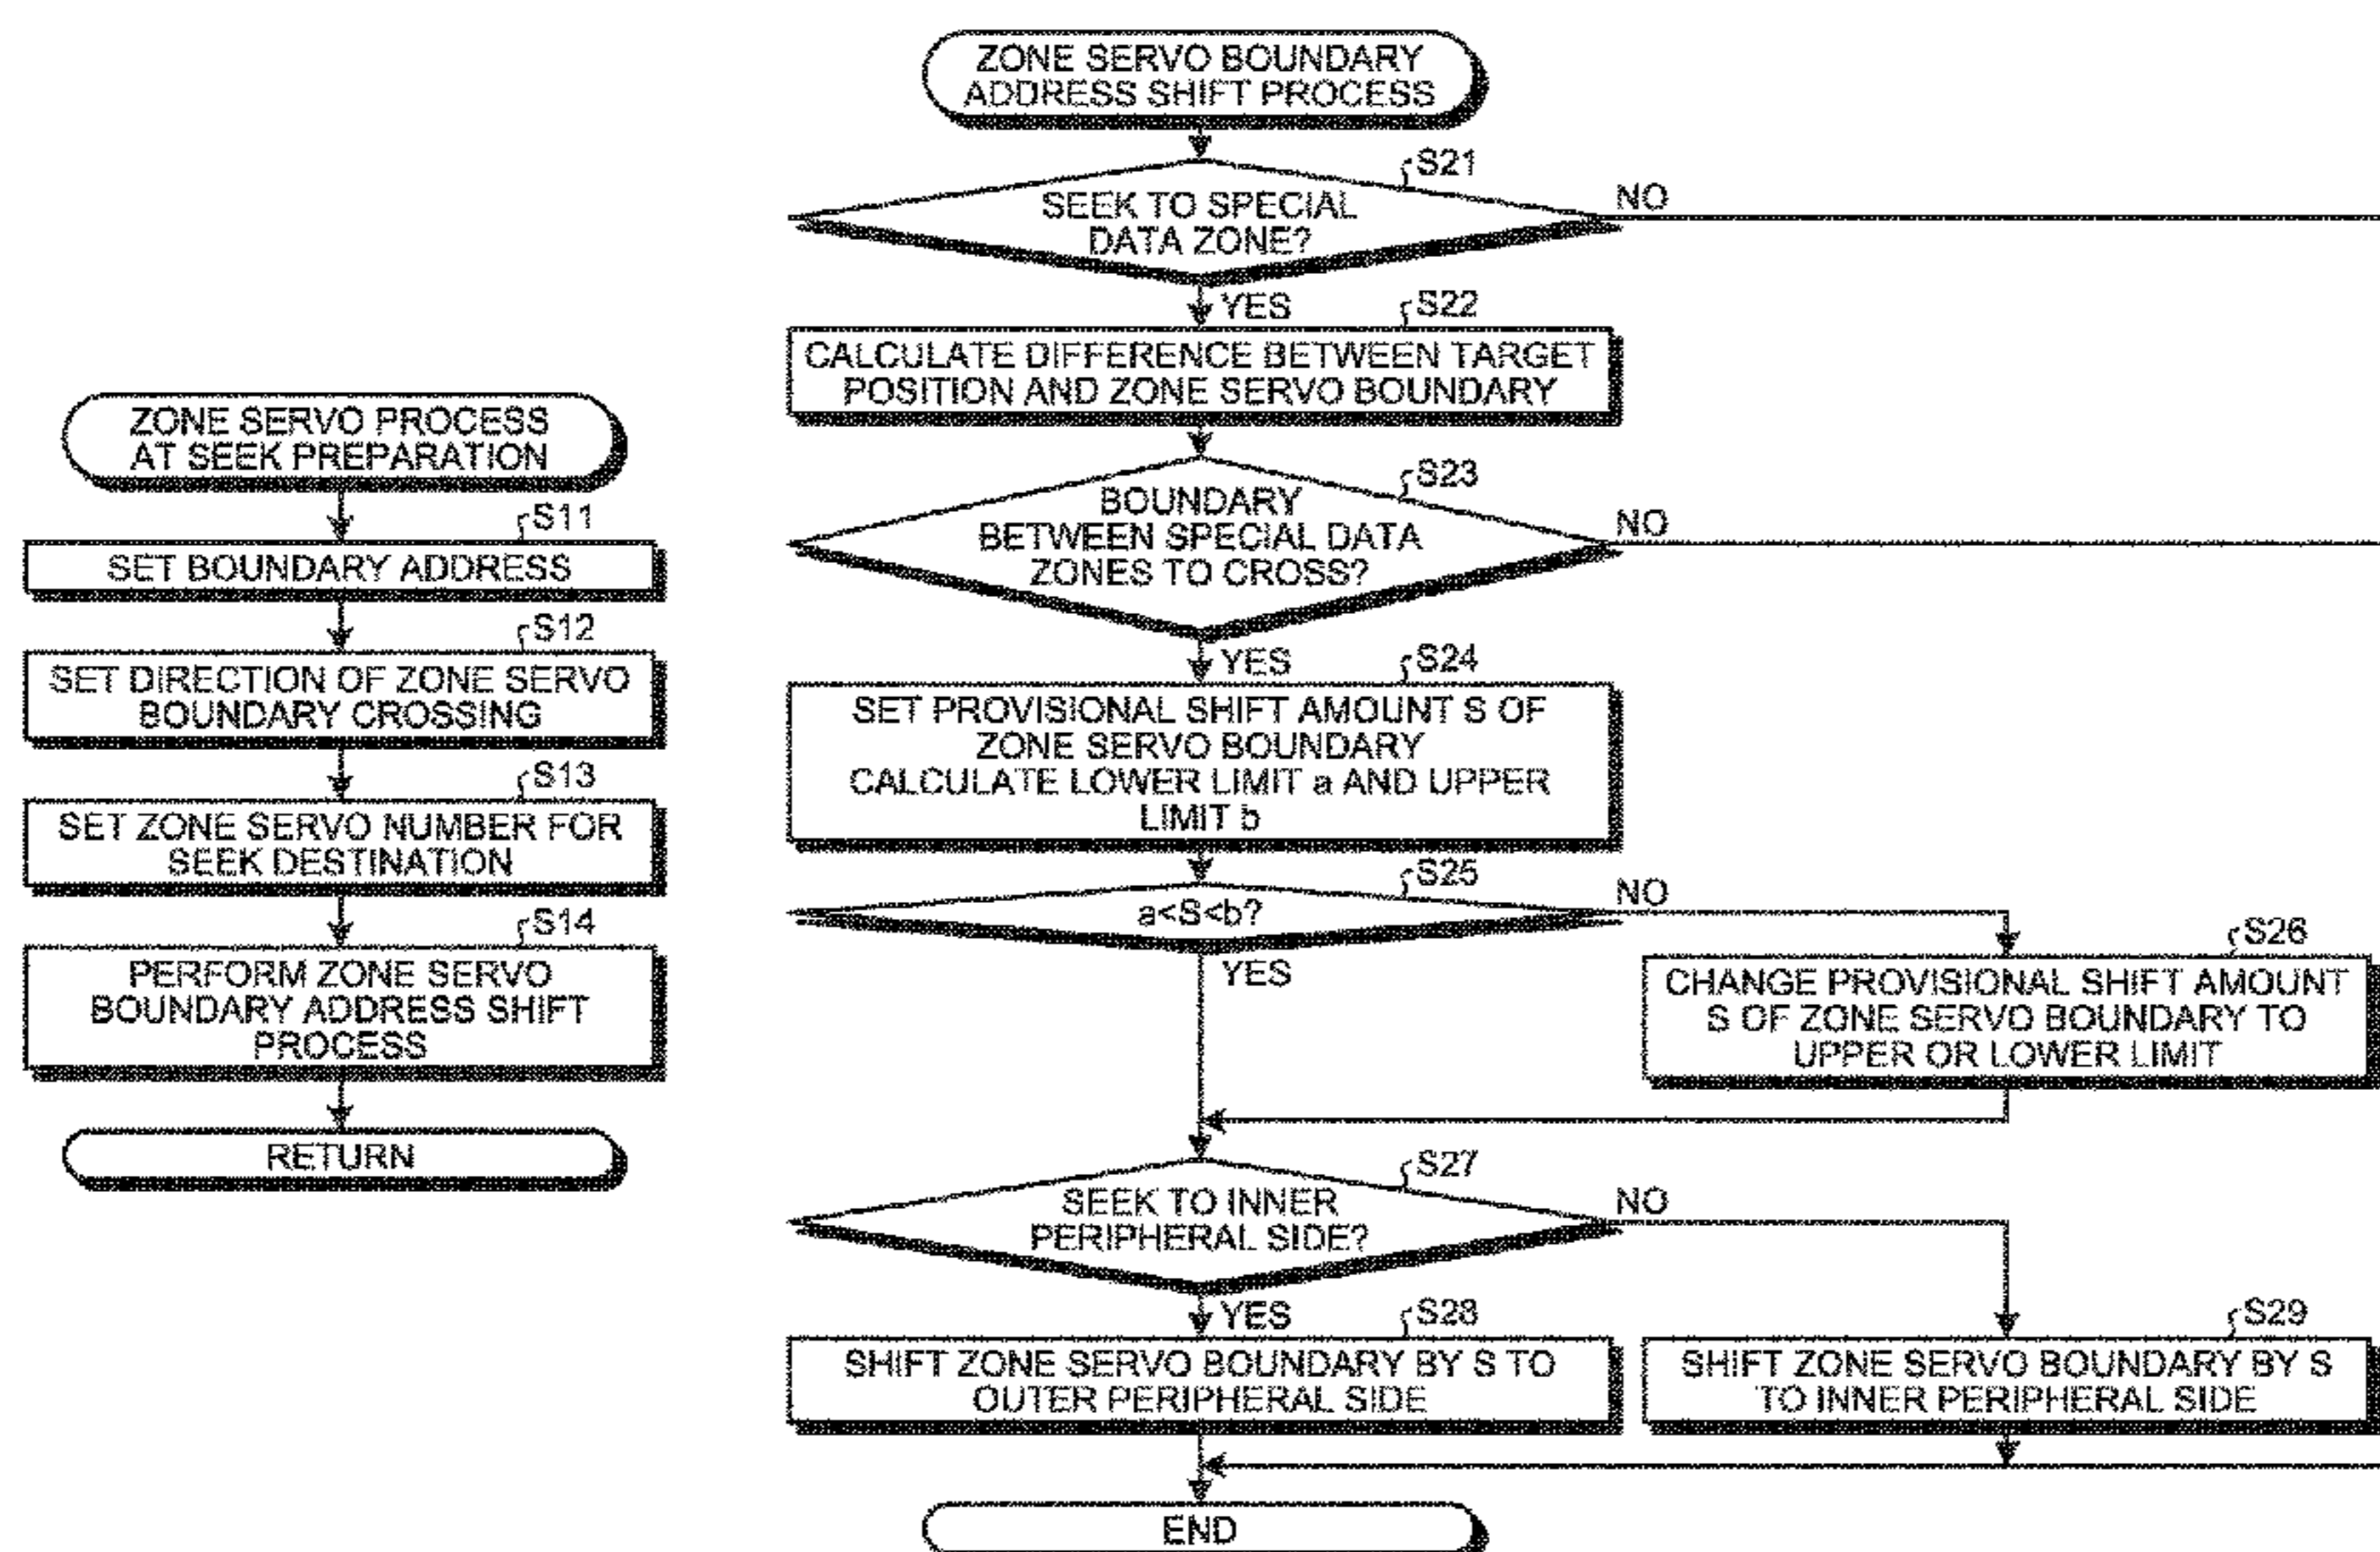 ZONE SERVO PROCESS
AT SEEK PREPARATION
S11
SET BOUNDARY ADDRESS
S12
SET DIRECTION OF ZONE SERVO
BOUNDARY CROSSING
S13
SET ZONE SERVO NUMBER FOR
SEEK DESTINATION
S14
PERFORM ZONE SERVO
BOUNDARY ADDRESS SHIFT
PROCESS
RETURN
ZONE SERVO BOUNDARY
ADDRESS SHIFT PROCESS
S21
SEEK TO SPECIAL
DATA ZONE?
NO
YES
S22
CALCULATE DIFFERENCE BETWEEN TARGET
POSITION AND ZONE SERVO BOUNDARY
S23
BOUNDARY
BETWEEN SPECIAL DATA
ZONES TO CROSS?
NO
YES
S24
SET PROVISIONAL SHIFT AMOUNT S OF
ZONE SERVO BOUNDARY
CALCULATE LOWER LIMIT a AND UPPER
LIMIT b
S25
a<S<b?
NO
YES
S26
CHANGE PROVISIONAL SHIFT AMOUNT
S OF ZONE SERVO BOUNDARY TO
UPPER OR LOWER LIMIT
S27
SEEK TO INNER
PERIPHERAL SIDE?
NO
YES
S28
SHIFT ZONE SERVO BOUNDARY BY S TO
OUTER PERIPHERAL SIDE
S29
SHIFT ZONE SERVO BOUNDARY BY S
TO INNER PERIPHERAL SIDE
END